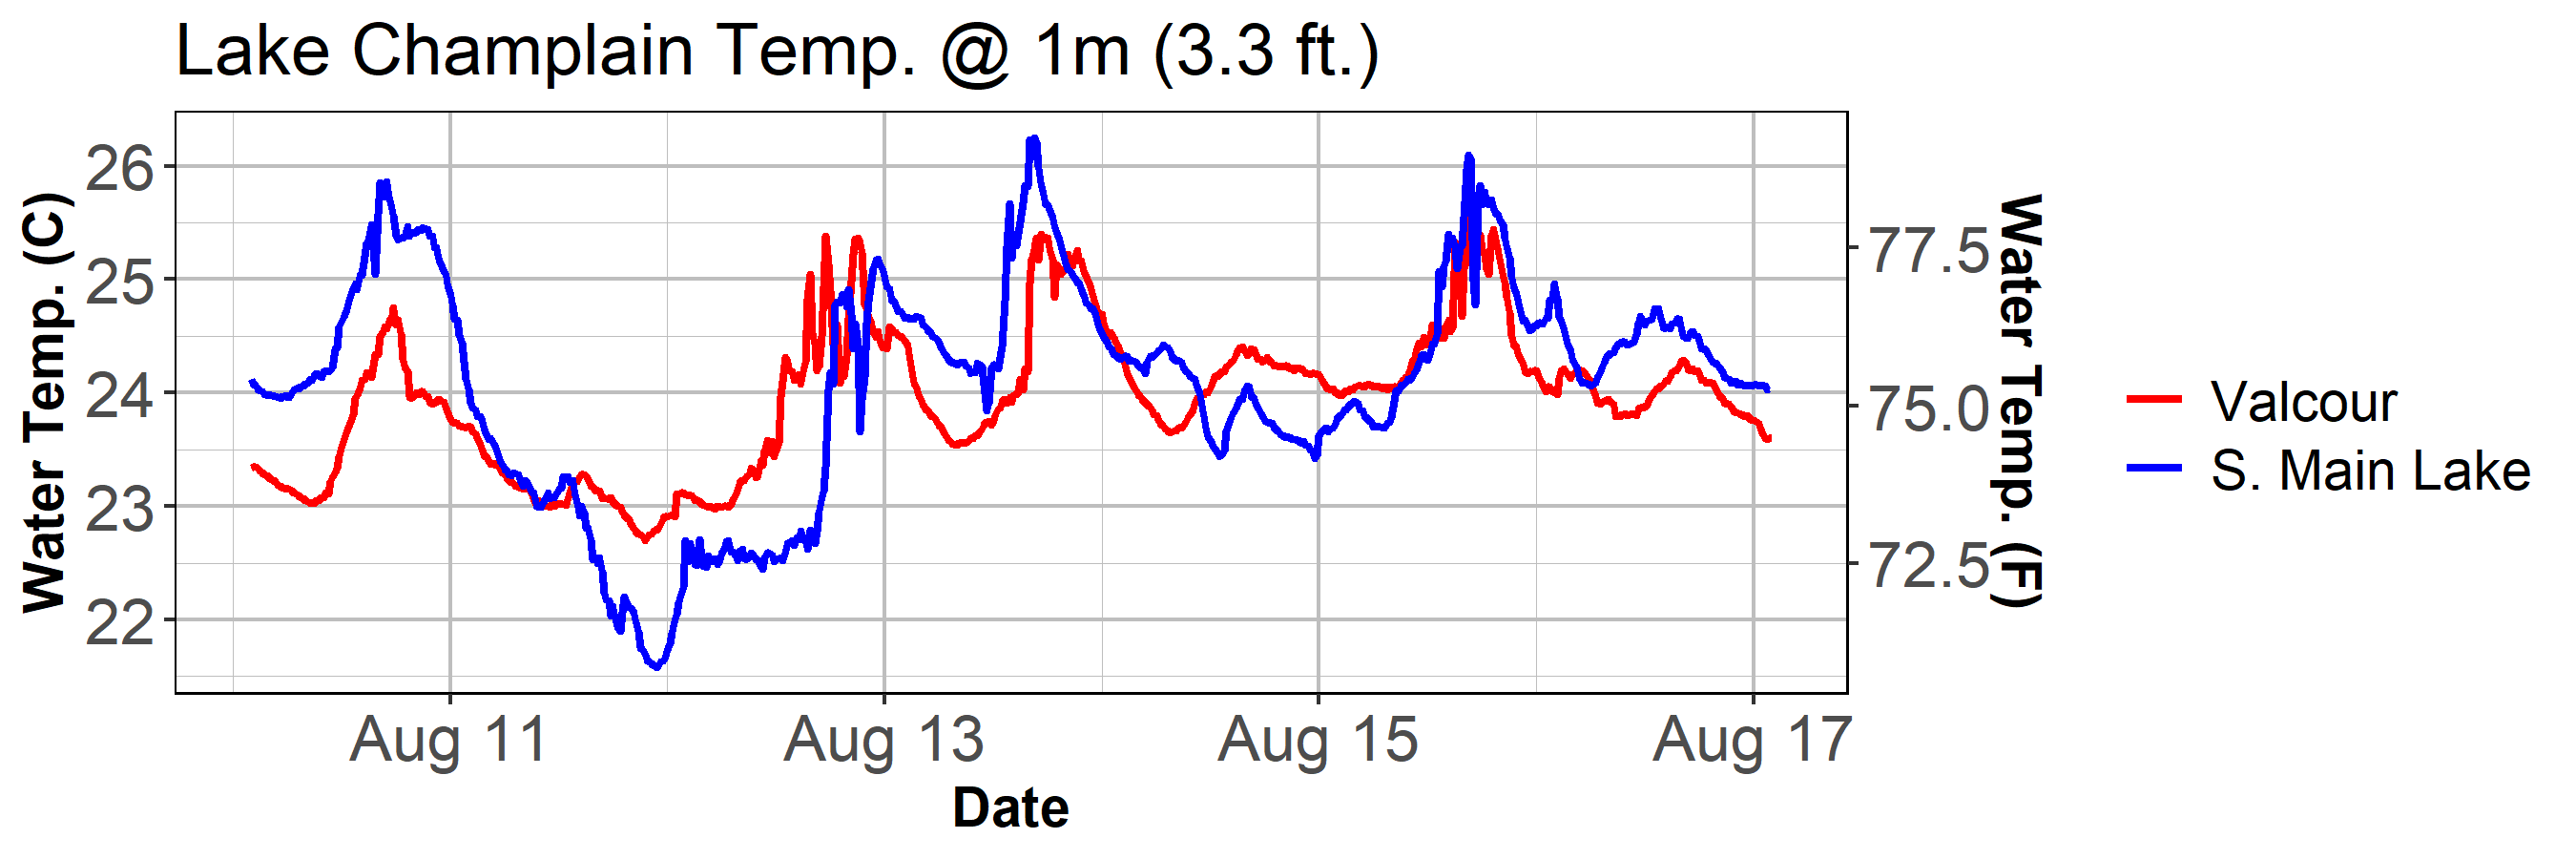 Lake Champlain Temp. @ 1m (3.3 ft.)
Water Temp. (C)
26
25
24
23
22
77.5
75.0
72.5
Water Temp. (F)
Aug 11
Aug 13
Aug 15
Aug 17
Date
Valcour
S. Main Lake